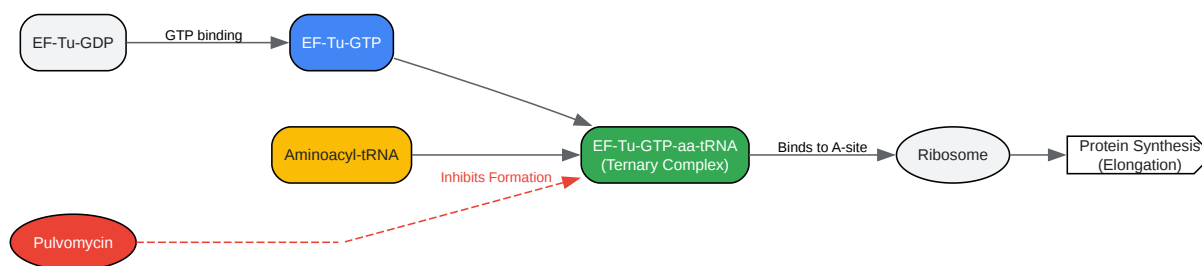 EF-Tu-GDP
GTP binding
EF-Tu-GTP
Aminoacyl-tRNA
EF-Tu-GTP-aa-tRNA
(Ternary Complex)
Binds to A-site
Ribosome
Protein Synthesis
(Elongation)
Inhibits Formation
Pulvomycin